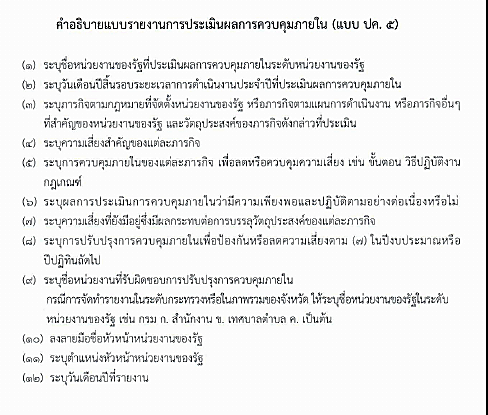 คำอธิบายแบบรายงานการประเมินผลการควบคุมภายใน (แบบ ปค. ๕)
(๑) ระบุชื่อหน่วยงานของรัฐที่ประเมินผลการควบคุมภายในระดับหน่วยงานของรัฐ
(๒) ระบุวันเดือนปีสิ้นรอบระยะเวลาการดำเนินงานประจำปีที่ประเมินผลการควบคุมภายใน
(๓) ระบุภารกิจตามกฎหมายที่จัดตั้งหน่วยงานของรัฐ หรือภารกิจตามแผนการดำเนินงาน หรือภารกิจอื่นๆ
ที่สำคัญของหน่วยงานของรัฐ และวัตถุประสงค์ของภารกิจดังกล่าวที่ประเมิน
(๔) ระบุความเสี่ยงสำคัญของแต่ละภารกิจ
(๕) ระบุการควบคุมภายในของแต่ละภารกิจ เพื่อลดหรือควบคุมความเสี่ยง เช่น ขั้นตอน วิธีปฏิบัติงาน
กฎเกณฑ์
(๖) ระบุผลการประเมินการควบคุมภายในว่ามีความเพียงพอและปฏิบัติตามอย่างต่อเนื่องหรือไม่
(๗) ระบุความเสี่ยงที่ยังมีอยู่ซึ่งมีผลกระทบต่อการบรรลุวัตถุประสงค์ของแต่ละภารกิจ
(๘) ระบุการปรับปรุงการควบคุมภายในเพื่อป้องกันหรือลดความเสี่ยงตาม (๗) ในปีงบประมาณหรือ
ปีปฏิทินถัดไป
(๙) ระบุชื่อหน่วยงานที่รับผิดชอบการปรับปรุงการควบคุมภายใน
กรณีการจัดทำรายงานในระดับกระทรวงหรือในภาพรวมของจังหวัด ให้ระบุชื่อหน่วยงานของรัฐในระดับ
หน่วยงานของรัฐ เช่น กรม ก. สำนักงาน ข. เทศบาลตำบล ค. เป็นต้น
(๑๐) ลงลายมือชื่อหัวหน้าหน่วยงานของรัฐ
(๑๑) ระบุตำแหน่งหัวหน้าหน่วยงานของรัฐ
(๑๒) ระบุวันเดือนปีที่รายงาน